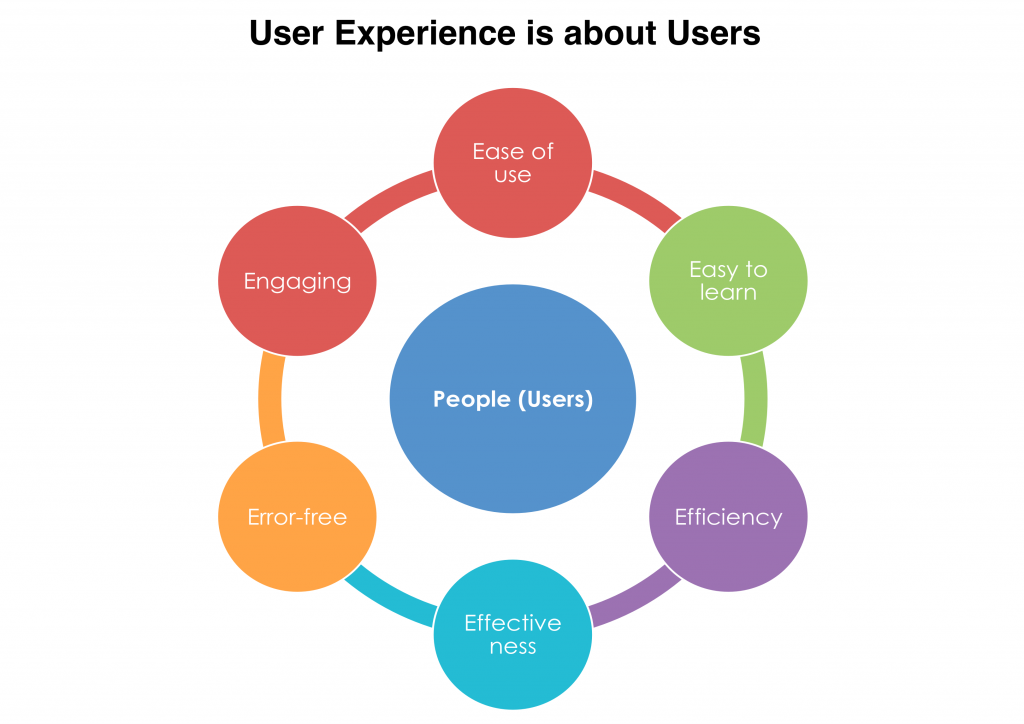 User Experience is about Users
Ease of
use
Easy to
learn
Engaging
People (Users)
Error-free
Efficiency
Effective
ness